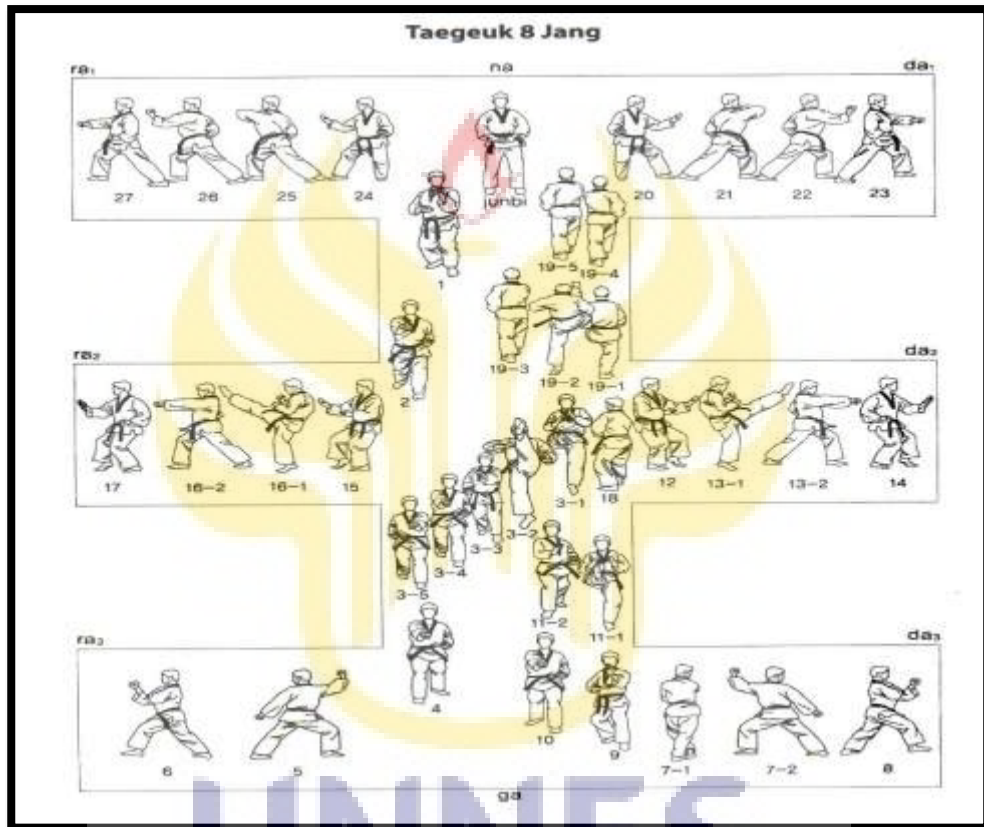 Taegeuk 8 Jang
ra₁ na da₁
27 26 25 24 junbi 20 21 22 23
1 19-5 19-4
ra₂ da₂
2 19-3 19-2 19-1
17 16-2 16-1 15 3-1 18 12 13-1 13-2 14
3-5 3-4 3-3 3-2
11-2 11-1
ra₃ da₃
4 10 9
6 5 7-1 7-2 8
ga
UNNES